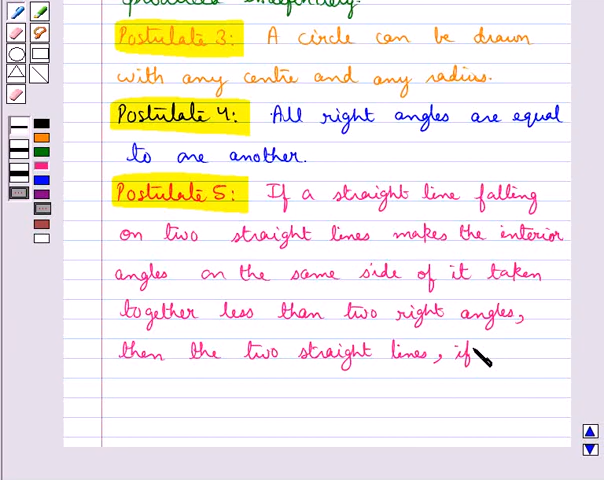 produced indefinitely.
Postulate 3: A circle can be drawn
with any centre and any radius.
Postulate 4: All right angles are equal
to one another.
Postulate 5: If a straight line falling
on two straight lines makes the interior
angles on the same side of it taken
together less than two right angles,
then the two straight lines, if